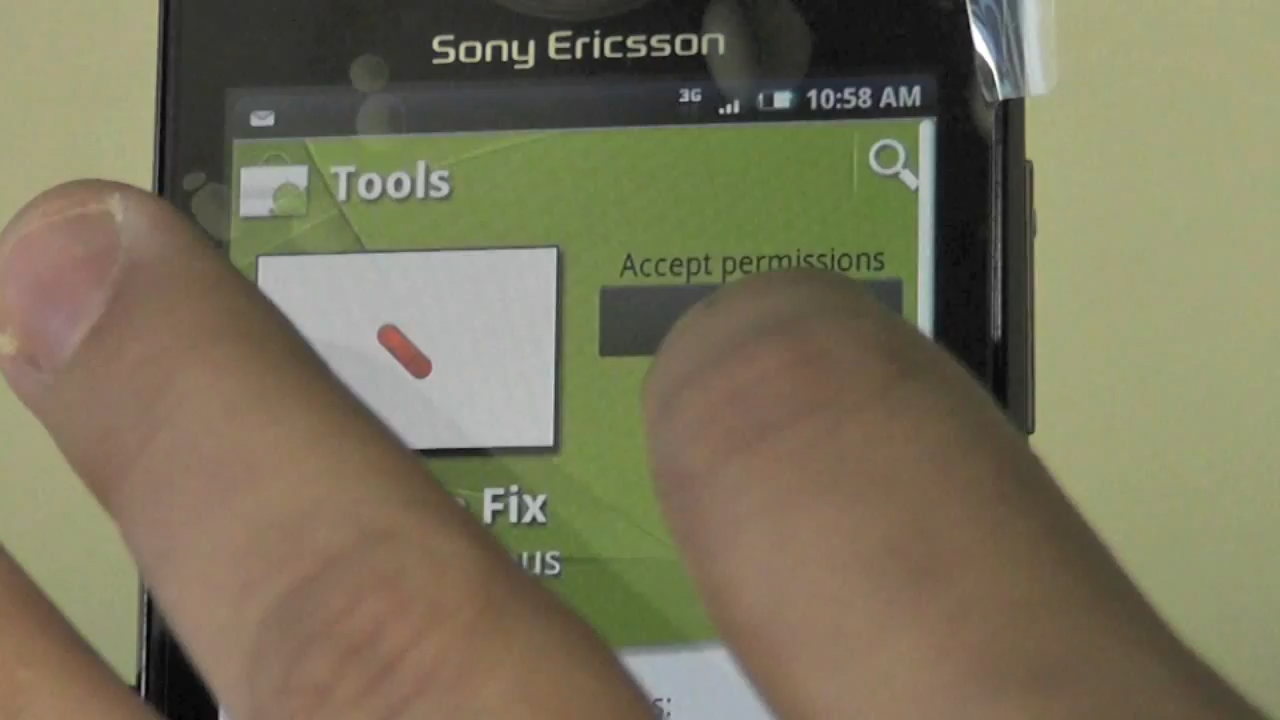 Sony Ericsson
3G 10:58 AM
Tools
Accept permissions
Fix